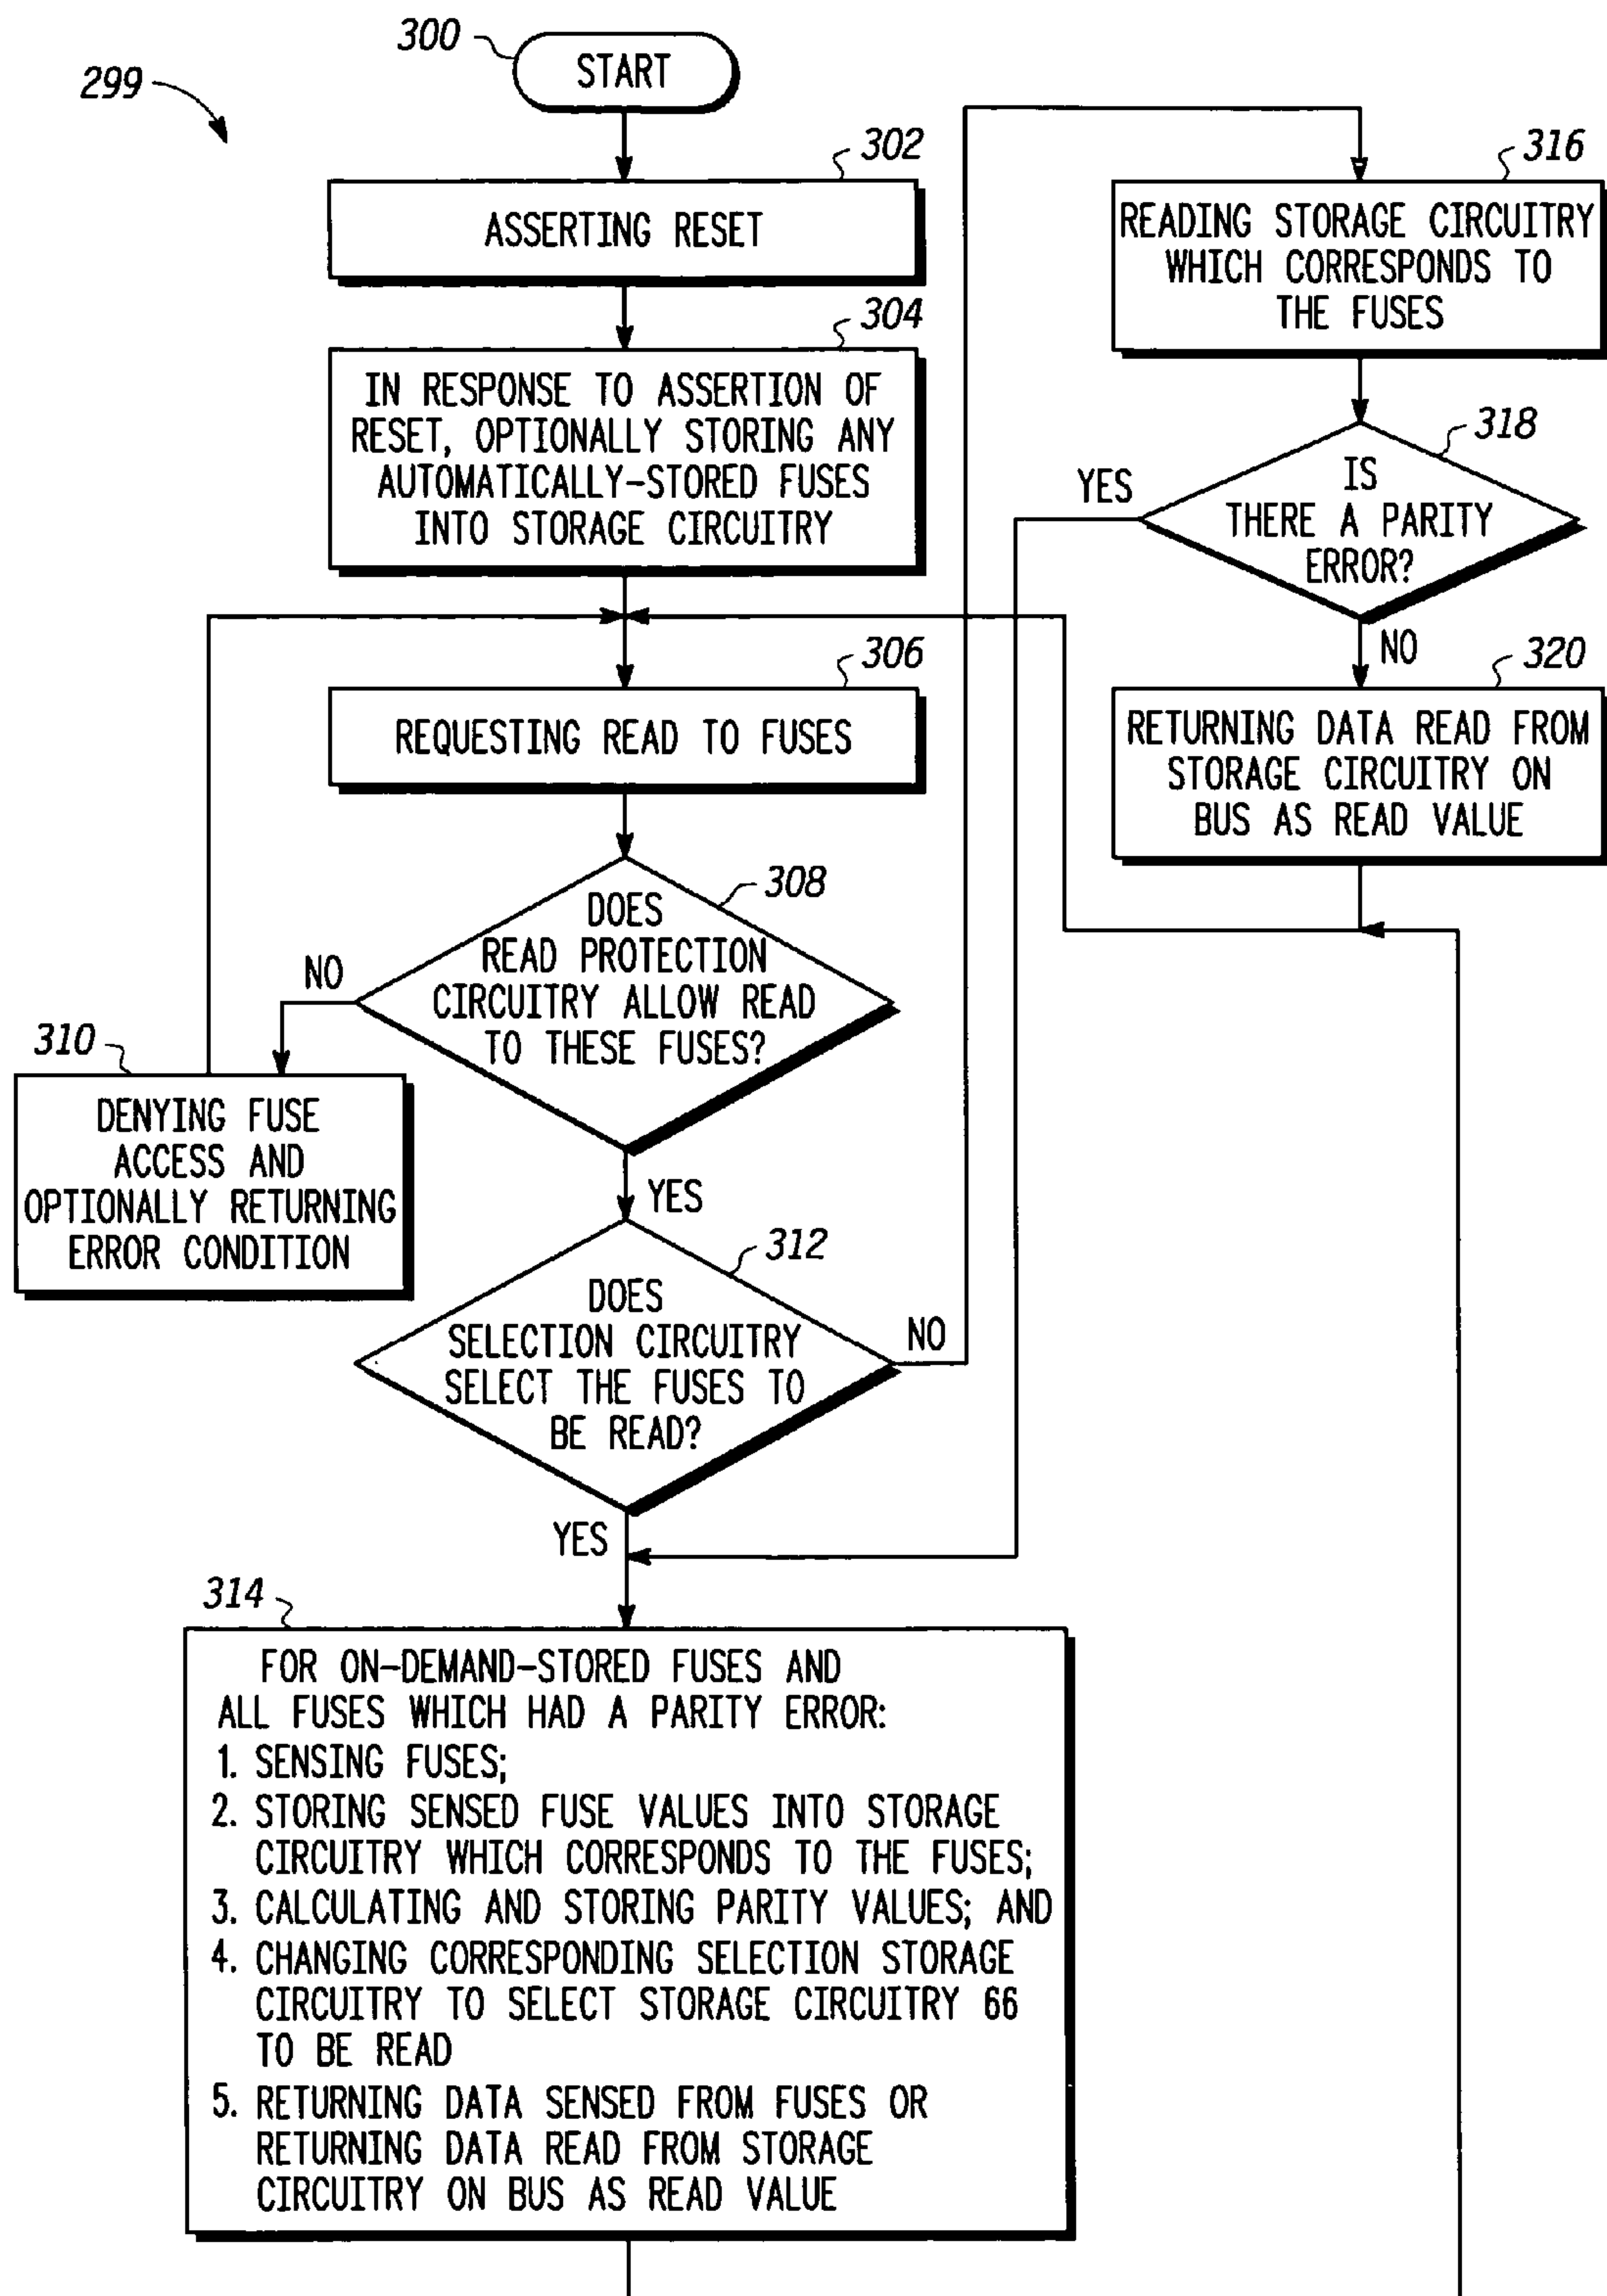 299
300
START
302
ASSERTING RESET
304
IN RESPONSE TO ASSERTION OF
RESET, OPTIONALLY STORING ANY
AUTOMATICALLY-STORED FUSES
INTO STORAGE CIRCUITRY
306
REQUESTING READ TO FUSES
308
DOES
READ PROTECTION
CIRCUITRY ALLOW READ
TO THESE FUSES?
NO
310
DENYING FUSE
ACCESS AND
OPTIONALLY RETURNING
ERROR CONDITION
YES
312
DOES
SELECTION CIRCUITRY
SELECT THE FUSES TO
BE READ?
NO
YES
314
FOR ON-DEMAND-STORED FUSES AND
ALL FUSES WHICH HAD A PARITY ERROR:
1. SENSING FUSES;
2. STORING SENSED FUSE VALUES INTO STORAGE
CIRCUITRY WHICH CORRESPONDS TO THE FUSES;
3. CALCULATING AND STORING PARITY VALUES; AND
4. CHANGING CORRESPONDING SELECTION STORAGE
CIRCUITRY TO SELECT STORAGE CIRCUITRY 66
TO BE READ
5. RETURNING DATA SENSED FROM FUSES OR
RETURNING DATA READ FROM STORAGE
CIRCUITRY ON BUS AS READ VALUE
316
READING STORAGE CIRCUITRY
WHICH CORRESPONDS TO
THE FUSES
318
IS
THERE A PARITY
ERROR?
YES
NO
320
RETURNING DATA READ FROM
STORAGE CIRCUITRY ON
BUS AS READ VALUE